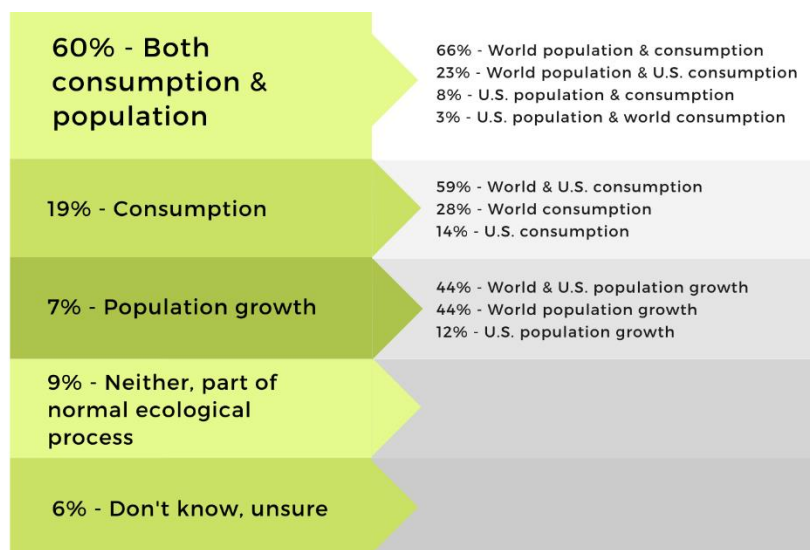 60% - Both
consumption &
population
66% - World population & consumption
23% - World population & U.S. consumption
8% - U.S. population & consumption
3% - U.S. population & world consumption
19% - Consumption
59% - World & U.S. consumption
28% - World consumption
14% - U.S. consumption
7% - Population growth
44% - World & U.S. population growth
44% - World population growth
12% - U.S. population growth
9% - Neither, part of
normal ecological
process
6% - Don't know, unsure